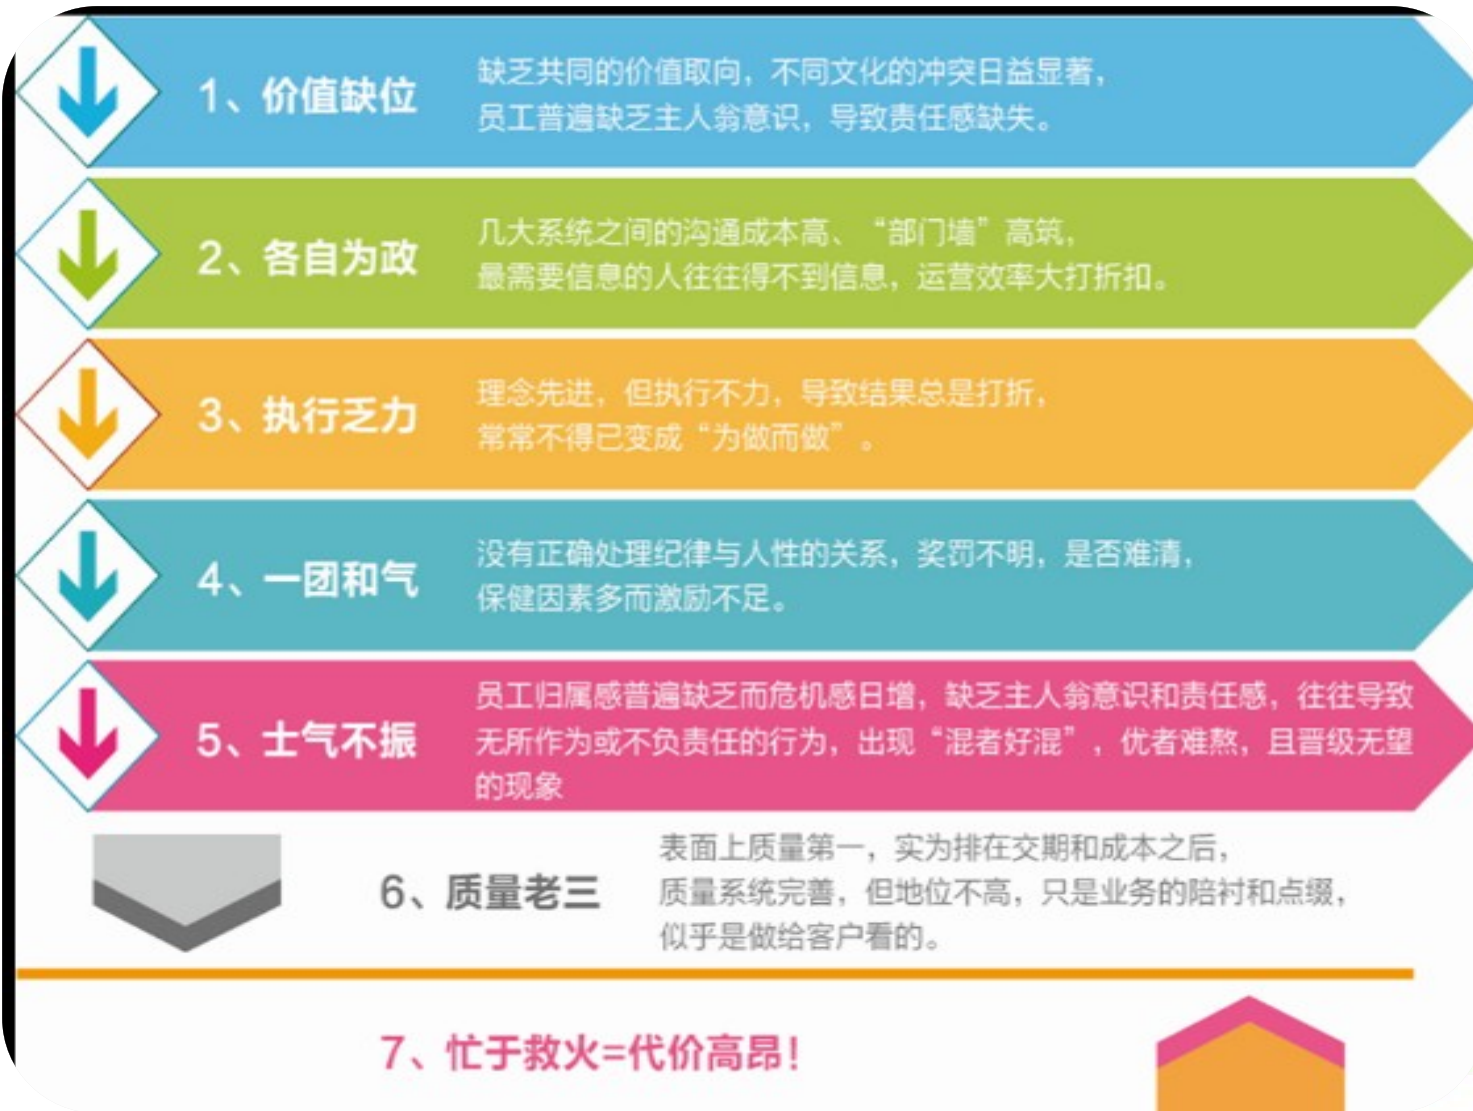 1、价值缺位
缺乏共同的价值取向，不同文化的冲突日益显著，
员工普遍缺乏主人翁意识，导致责任感缺失。
2、各自为政
几大系统之间的沟通成本高、“部门墙”高筑，
最需要信息的人往往得不到信息，运营效率大打折扣。
3、执行乏力
理念先进，但执行不力，导致结果总是打折，
常常不得已变成“为做而做”。
4、一团和气
没有正确处理纪律与人性的关系，奖罚不明，是否难清，
保健因素多而激励不足。
5、士气不振
员工归属感普遍缺乏而危机感日增，缺乏主人翁意识和责任感，往往导致
无所作为或不负责任的行为，出现“混者好混”，优者难熬，且晋级无望
的现象
6、质量老三
表面上质量第一，实为排在交期和成本之后，
质量系统完善，但地位不高，只是业务的陪衬和点缀，
似乎是做给客户看的。
7、忙于救火=代价高昂！